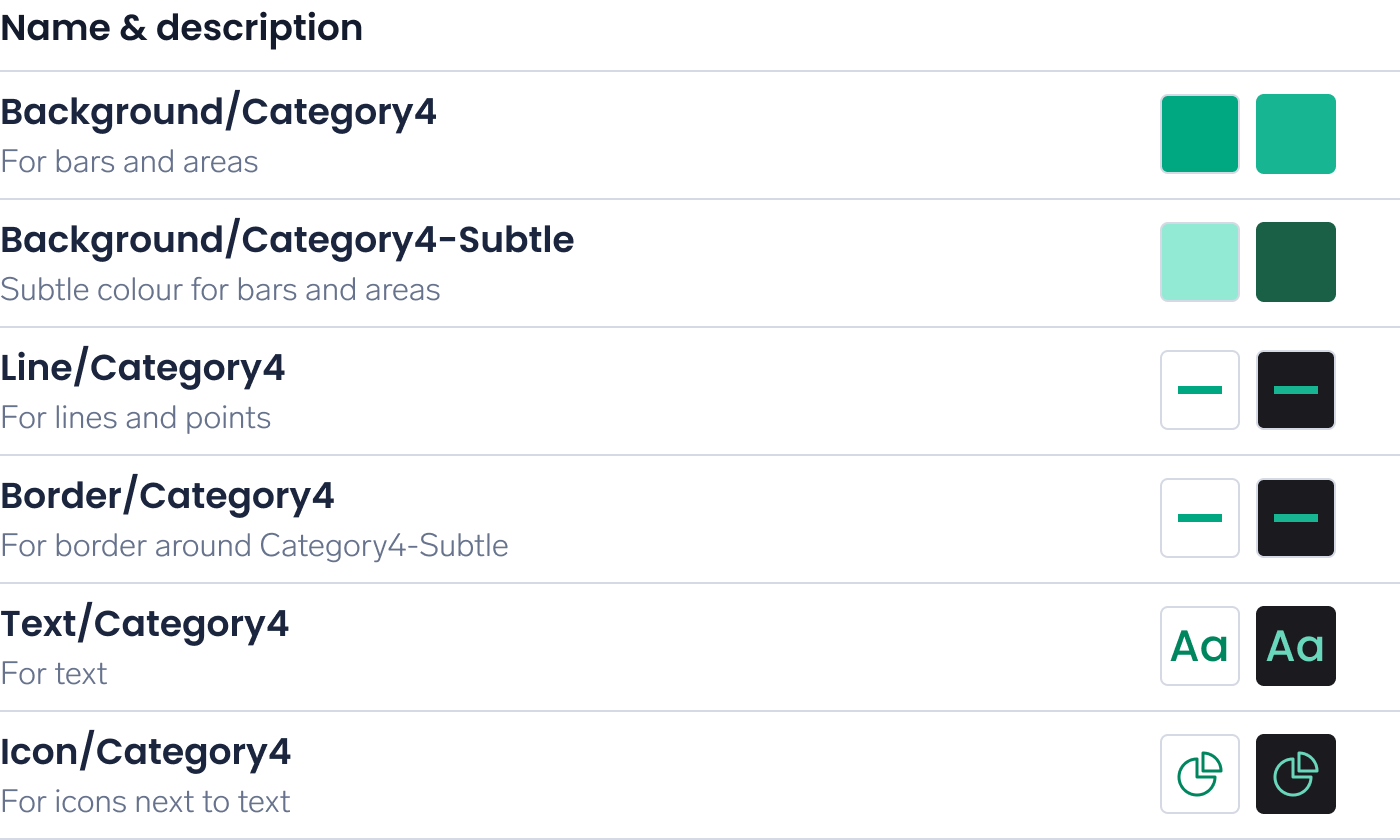 Name & description
Background/Category4
For bars and areas
Background/Category4-Subtle
Subtle colour for bars and areas
Line/Category4
For lines and points
Border/Category4
For border around Category4-Subtle
Text/Category4
For text
Aa Aa
Icon/Category4
For icons next to text